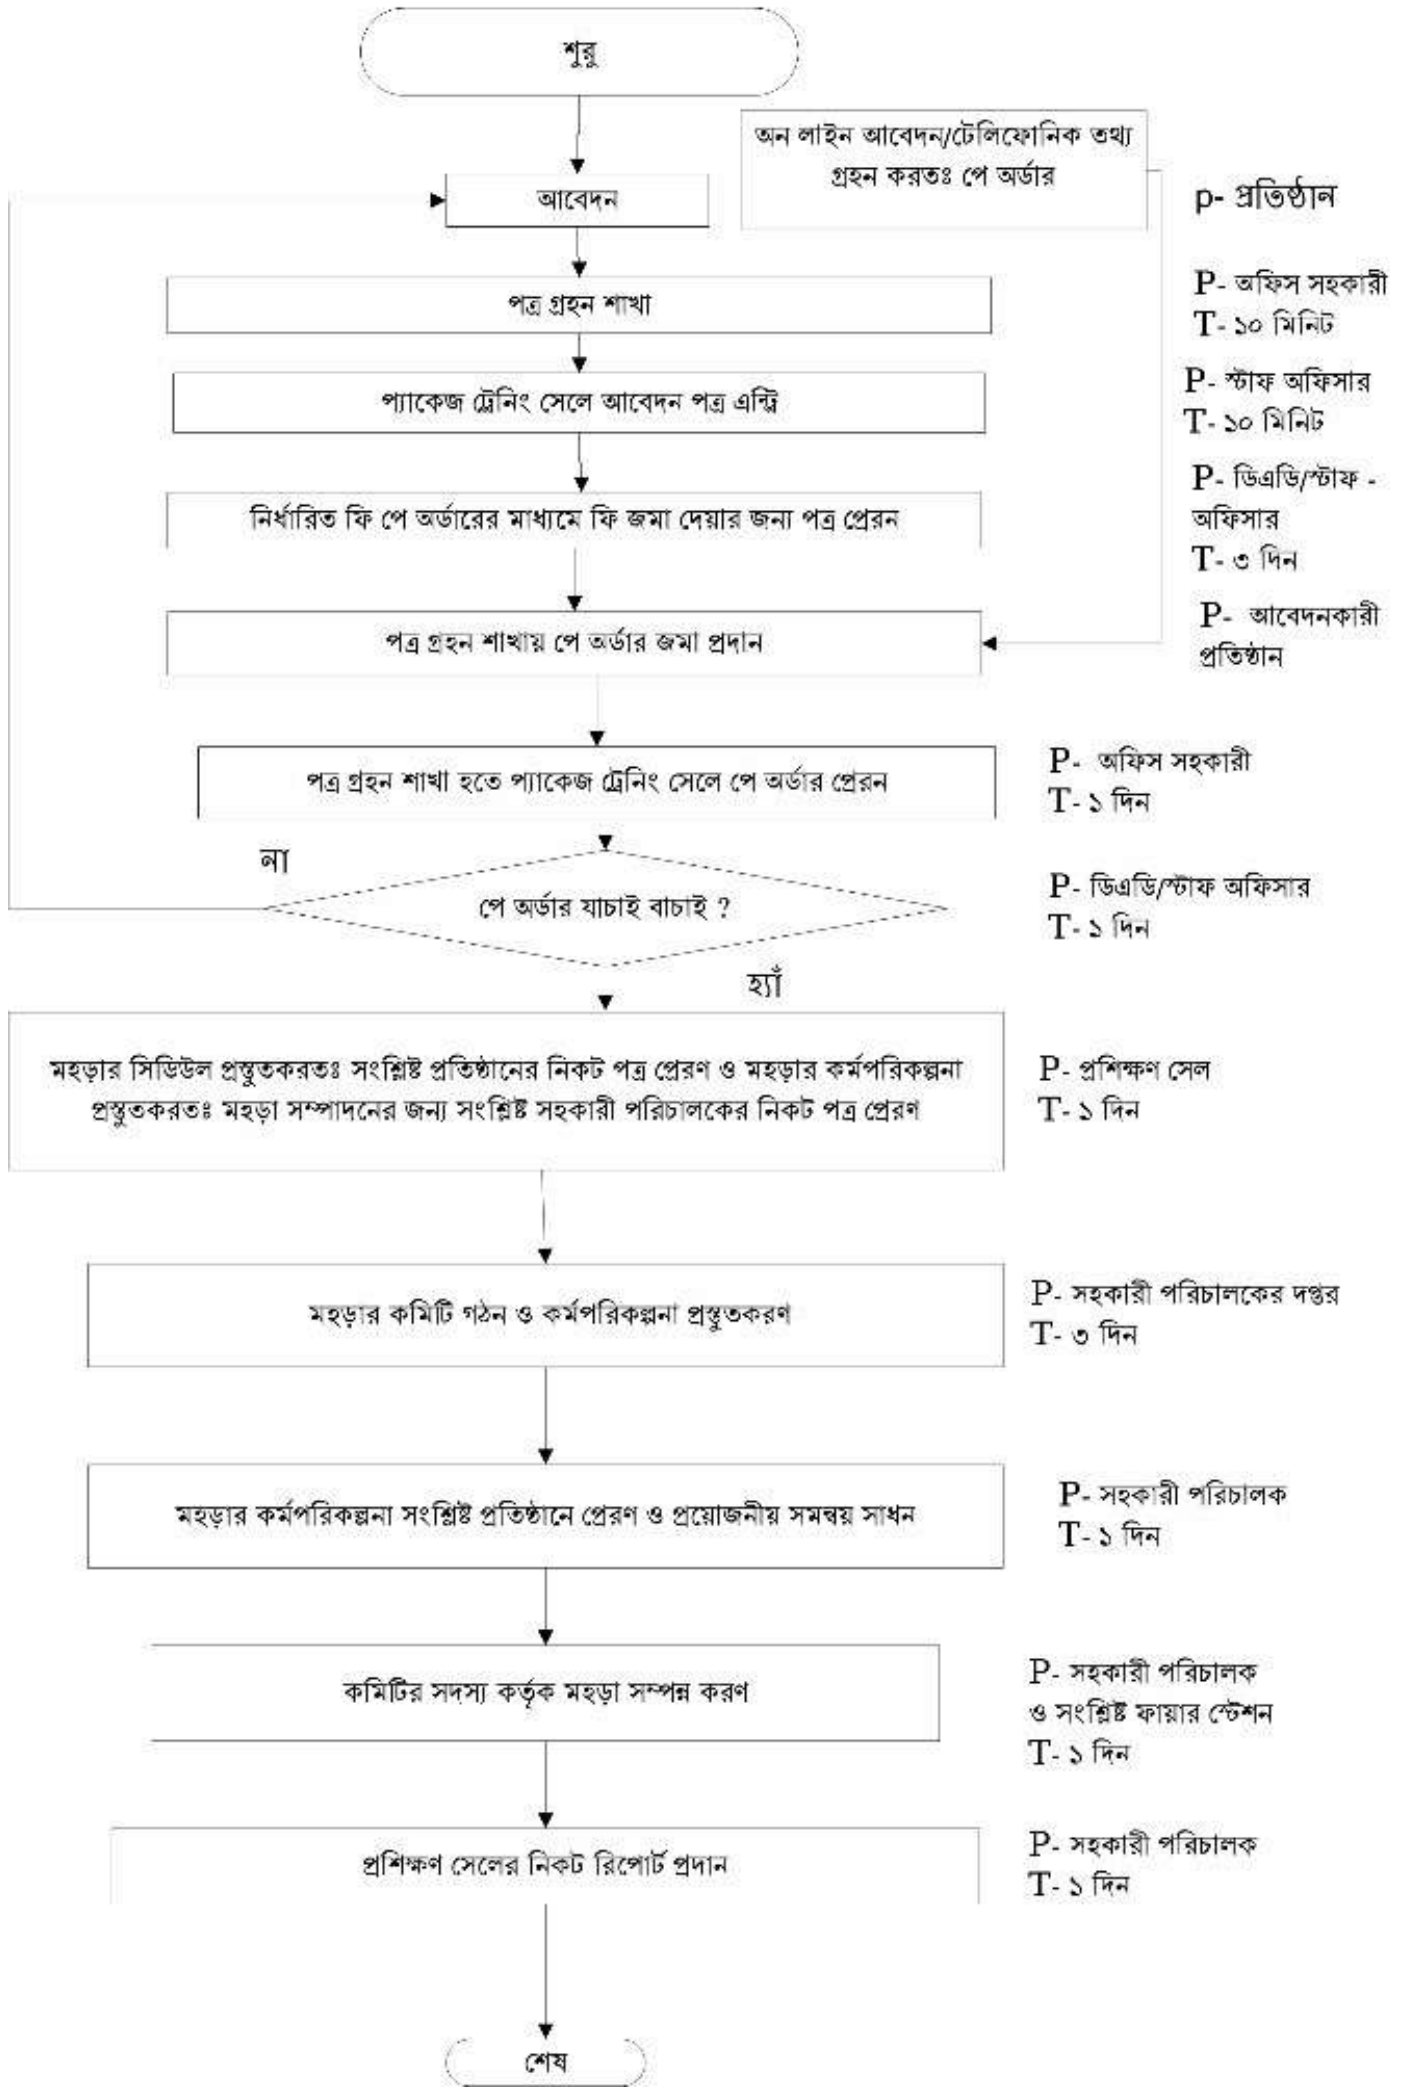 শুরু
অন লাইন আবেদন/টেলিফোনিক তথ্য
গ্রহন করতঃ পে অর্ডার
আবেদন
p- প্রতিষ্ঠান
পত্র গ্রহন শাখা
P- অফিস সহকারী
T- ১০ মিনিট
প্যাকেজ ট্রেনিং সেলে আবেদন পত্র এন্ট্রি
P- স্টাফ অফিসার
T- ১০ মিনিট
নির্ধারিত ফি পে অর্ডারের মাধ্যমে ফি জমা দেয়ার জন্য পত্র প্রেরন
P- ডিএডি/স্টাফ -
অফিসার
T- ৩ দিন
পত্র গ্রহন শাখায় পে অর্ডার জমা প্রদান
P- আবেদনকারী
প্রতিষ্ঠান
পত্র গ্রহন শাখা হতে প্যাকেজ ট্রেনিং সেলে পে অর্ডার প্রেরন
P- অফিস সহকারী
T- ১ দিন
না
পে অর্ডার যাচাই বাচাই ?
P- ডিএডি/স্টাফ অফিসার
T- ১ দিন
হ্যাঁ
মহড়ার সিডিউল প্রস্তুতকরতঃ সংশ্লিষ্ট প্রতিষ্ঠানের নিকট পত্র প্রেরণ ও মহড়ার কর্মপরিকল্পনা
প্রস্তুতকরতঃ মহড়া সম্পাদনের জন্য সংশ্লিষ্ট সহকারী পরিচালকের নিকট পত্র প্রেরণ
P- প্রশিক্ষণ সেল
T- ১ দিন
মহড়ার কমিটি গঠন ও কর্মপরিকল্পনা প্রস্তুতকরণ
P- সহকারী পরিচালকের দপ্তর
T- ৩ দিন
মহড়ার কর্মপরিকল্পনা সংশ্লিষ্ট প্রতিষ্ঠানে প্রেরণ ও প্রয়োজনীয় সমন্বয় সাধন
P- সহকারী পরিচালক
T- ১ দিন
কমিটির সদস্য কর্তৃক মহড়া সম্পন্ন করণ
P- সহকারী পরিচালক
ও সংশ্লিষ্ট ফায়ার স্টেশন
T- ১ দিন
প্রশিক্ষণ সেলের নিকট রিপোর্ট প্রদান
P- সহকারী পরিচালক
T- ১ দিন
শেষ